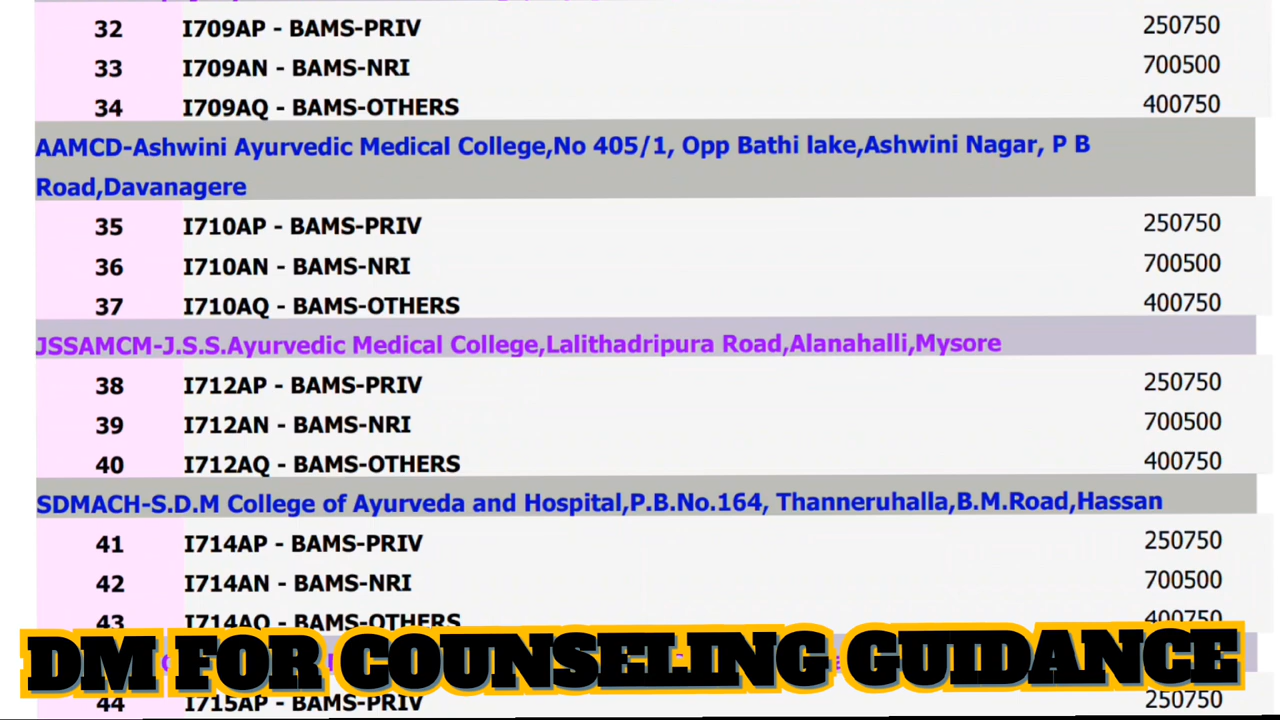 32 I709AP - BAMS-PRIV 250750
33 I709AN - BAMS-NRI 700500
34 I709AQ - BAMS-OTHERS 400750
AAMCD-Ashwini Ayurvedic Medical College,No 405/1, Opp Bathi lake,Ashwini Nagar, P B
Road,Davanagere
35 I710AP - BAMS-PRIV 250750
36 I710AN - BAMS-NRI 700500
37 I710AQ - BAMS-OTHERS 400750
JSSAMCM-J.S.S.Ayurvedic Medical College,Lalithadripura Road,Alanahalli,Mysore
38 I712AP - BAMS-PRIV 250750
39 I712AN - BAMS-NRI 700500
40 I712AQ - BAMS-OTHERS 400750
SDMACH-S.D.M College of Ayurveda and Hospital,P.B.No.164, Thanneruhalla,B.M.Road,Hassan
41 I714AP - BAMS-PRIV 250750
42 I714AN - BAMS-NRI 700500
43 I714AQ - BAMS-OTHERS 400750
DM FOR COUNSELING GUIDANCE
44 I715AP - BAMS-PRIV 250750